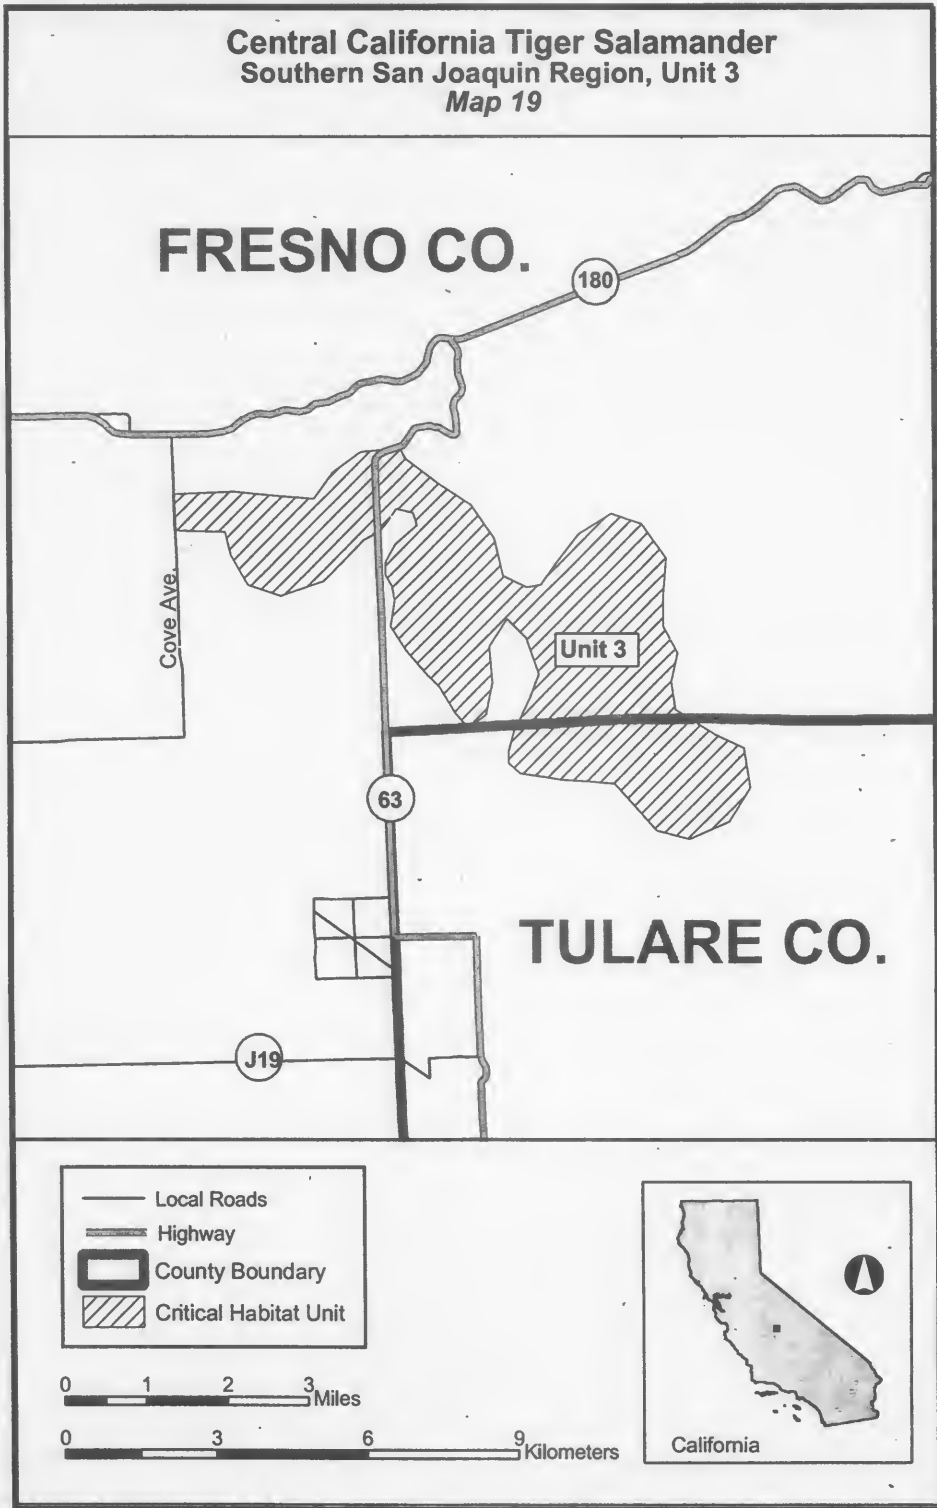 Central California Tiger Salamander
Southern San Joaquin Region, Unit 3
Map 19
FRESNO CO.
180
Cove Ave.
Unit 3
63
TULARE CO.
J19
Local Roads
Highway
County Boundary
Critical Habitat Unit
0 1 2 3 Miles
0 3 6 9 Kilometers
California